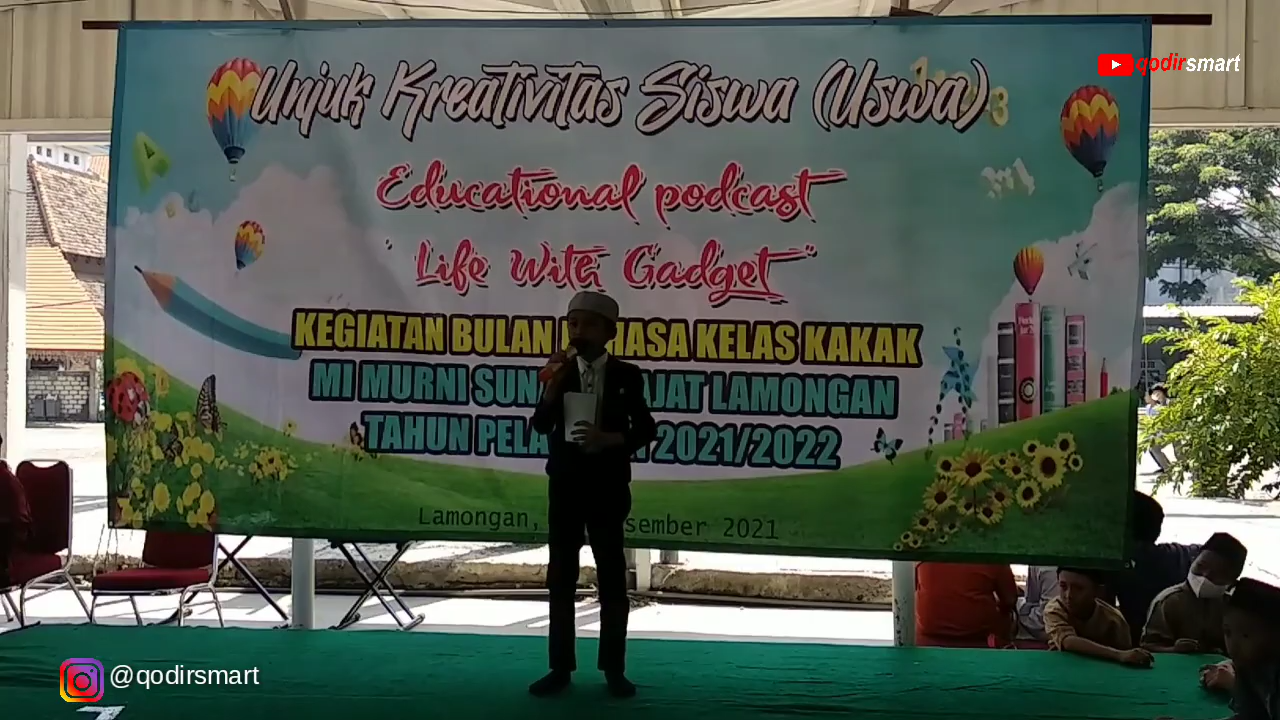 qodirsmart
Unjuk Kreativitas Siswa (Uswa)
Educational podcast
"Life With Gadget"
KEGIATAN BULAN HASA KELAS KAKAK
MI MURNI SUN JAT LAMONGAN
TAHUN PELA 2021/2022
Lamongan, sember 2021
@qodirsmart